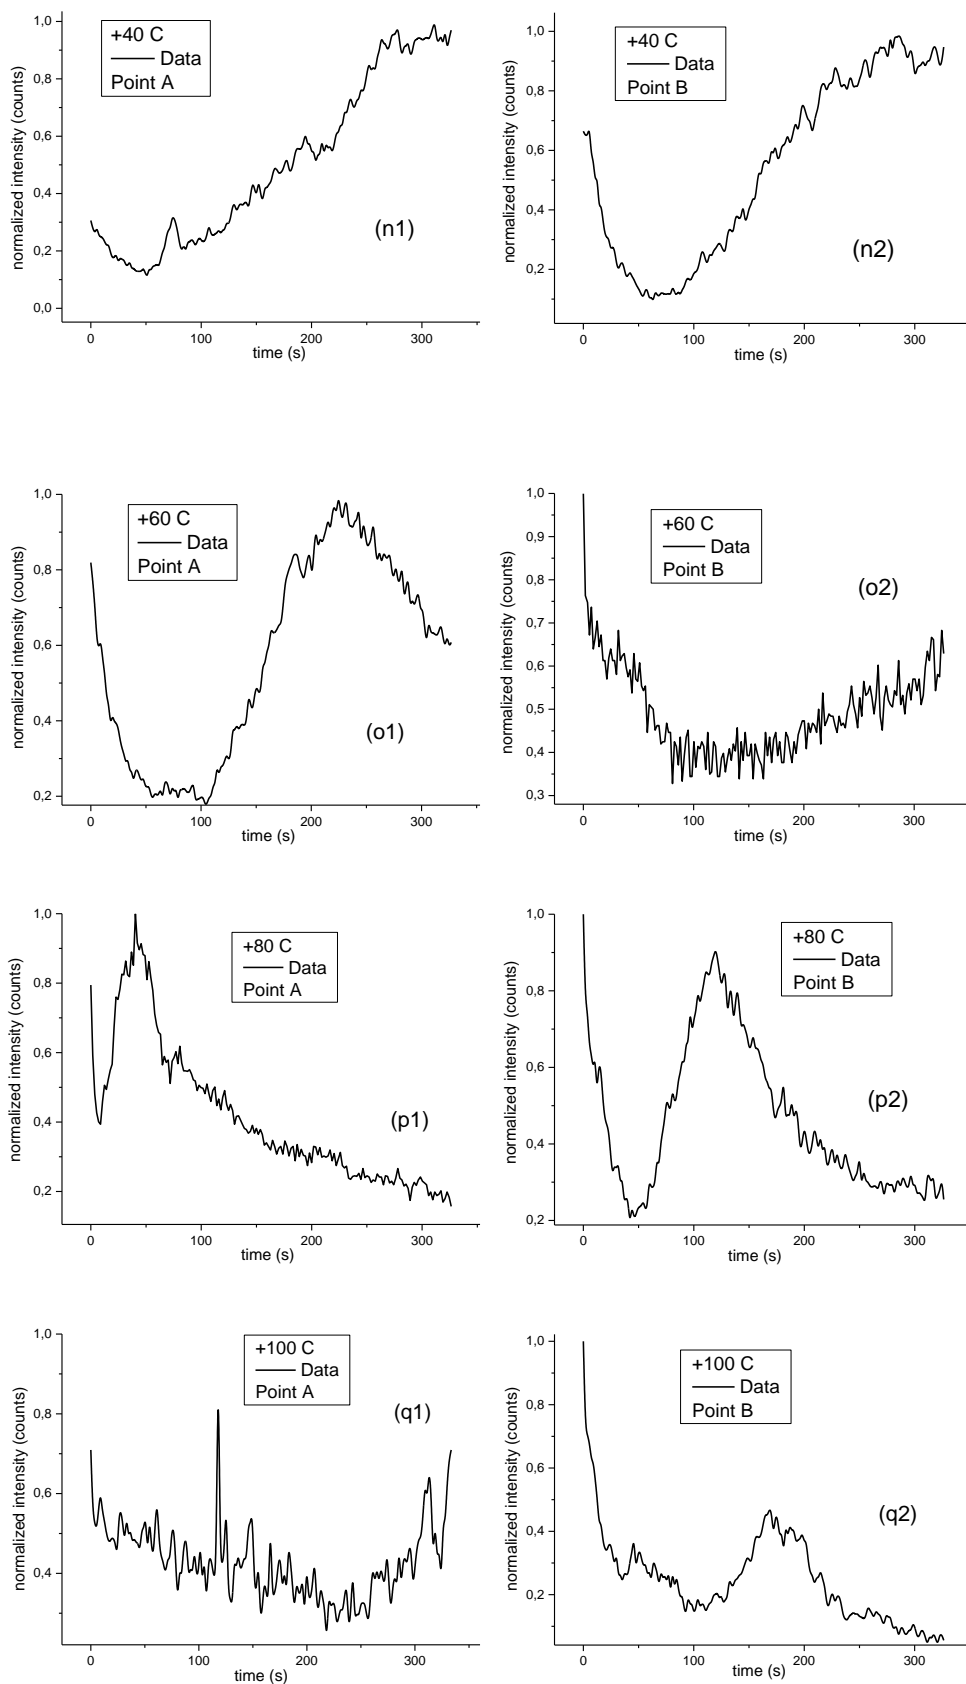 1,0
0,8
0,6
0,4
0,2
0,0
normalized intensity (counts)
+40 C
Data
Point A
(n1)
0
100
200
300
time (s)
1,0
0,8
0,6
0,4
0,2
normalized intensity (counts)
+40 C
Data
Point B
(n2)
0
100
200
300
time (s)
1,0
0,8
0,6
0,4
0,2
normalized intensity (counts)
+60 C
Data
Point A
(o1)
0
100
200
300
time (s)
1,0
0,9
0,8
0,7
0,6
0,5
0,4
0,3
normalized intensity (counts)
+60 C
Data
Point B
(o2)
0
100
200
300
time (s)
1,0
0,8
0,6
0,4
0,2
normalized intensity (counts)
+80 C
Data
Point A
(p1)
0
100
200
300
time (s)
1,0
0,8
0,6
0,4
0,2
normalized intensity (counts)
+80 C
Data
Point B
(p2)
0
100
200
300
time (s)
1,0
0,8
0,6
0,4
normalized intensity (counts)
+100 C
Data
Point A
(q1)
0
100
200
300
time (s)
1,0
0,8
0,6
0,4
0,2
normalized intensity (counts)
+100 C
Data
Point B
(q2)
0
100
200
300
time (s)